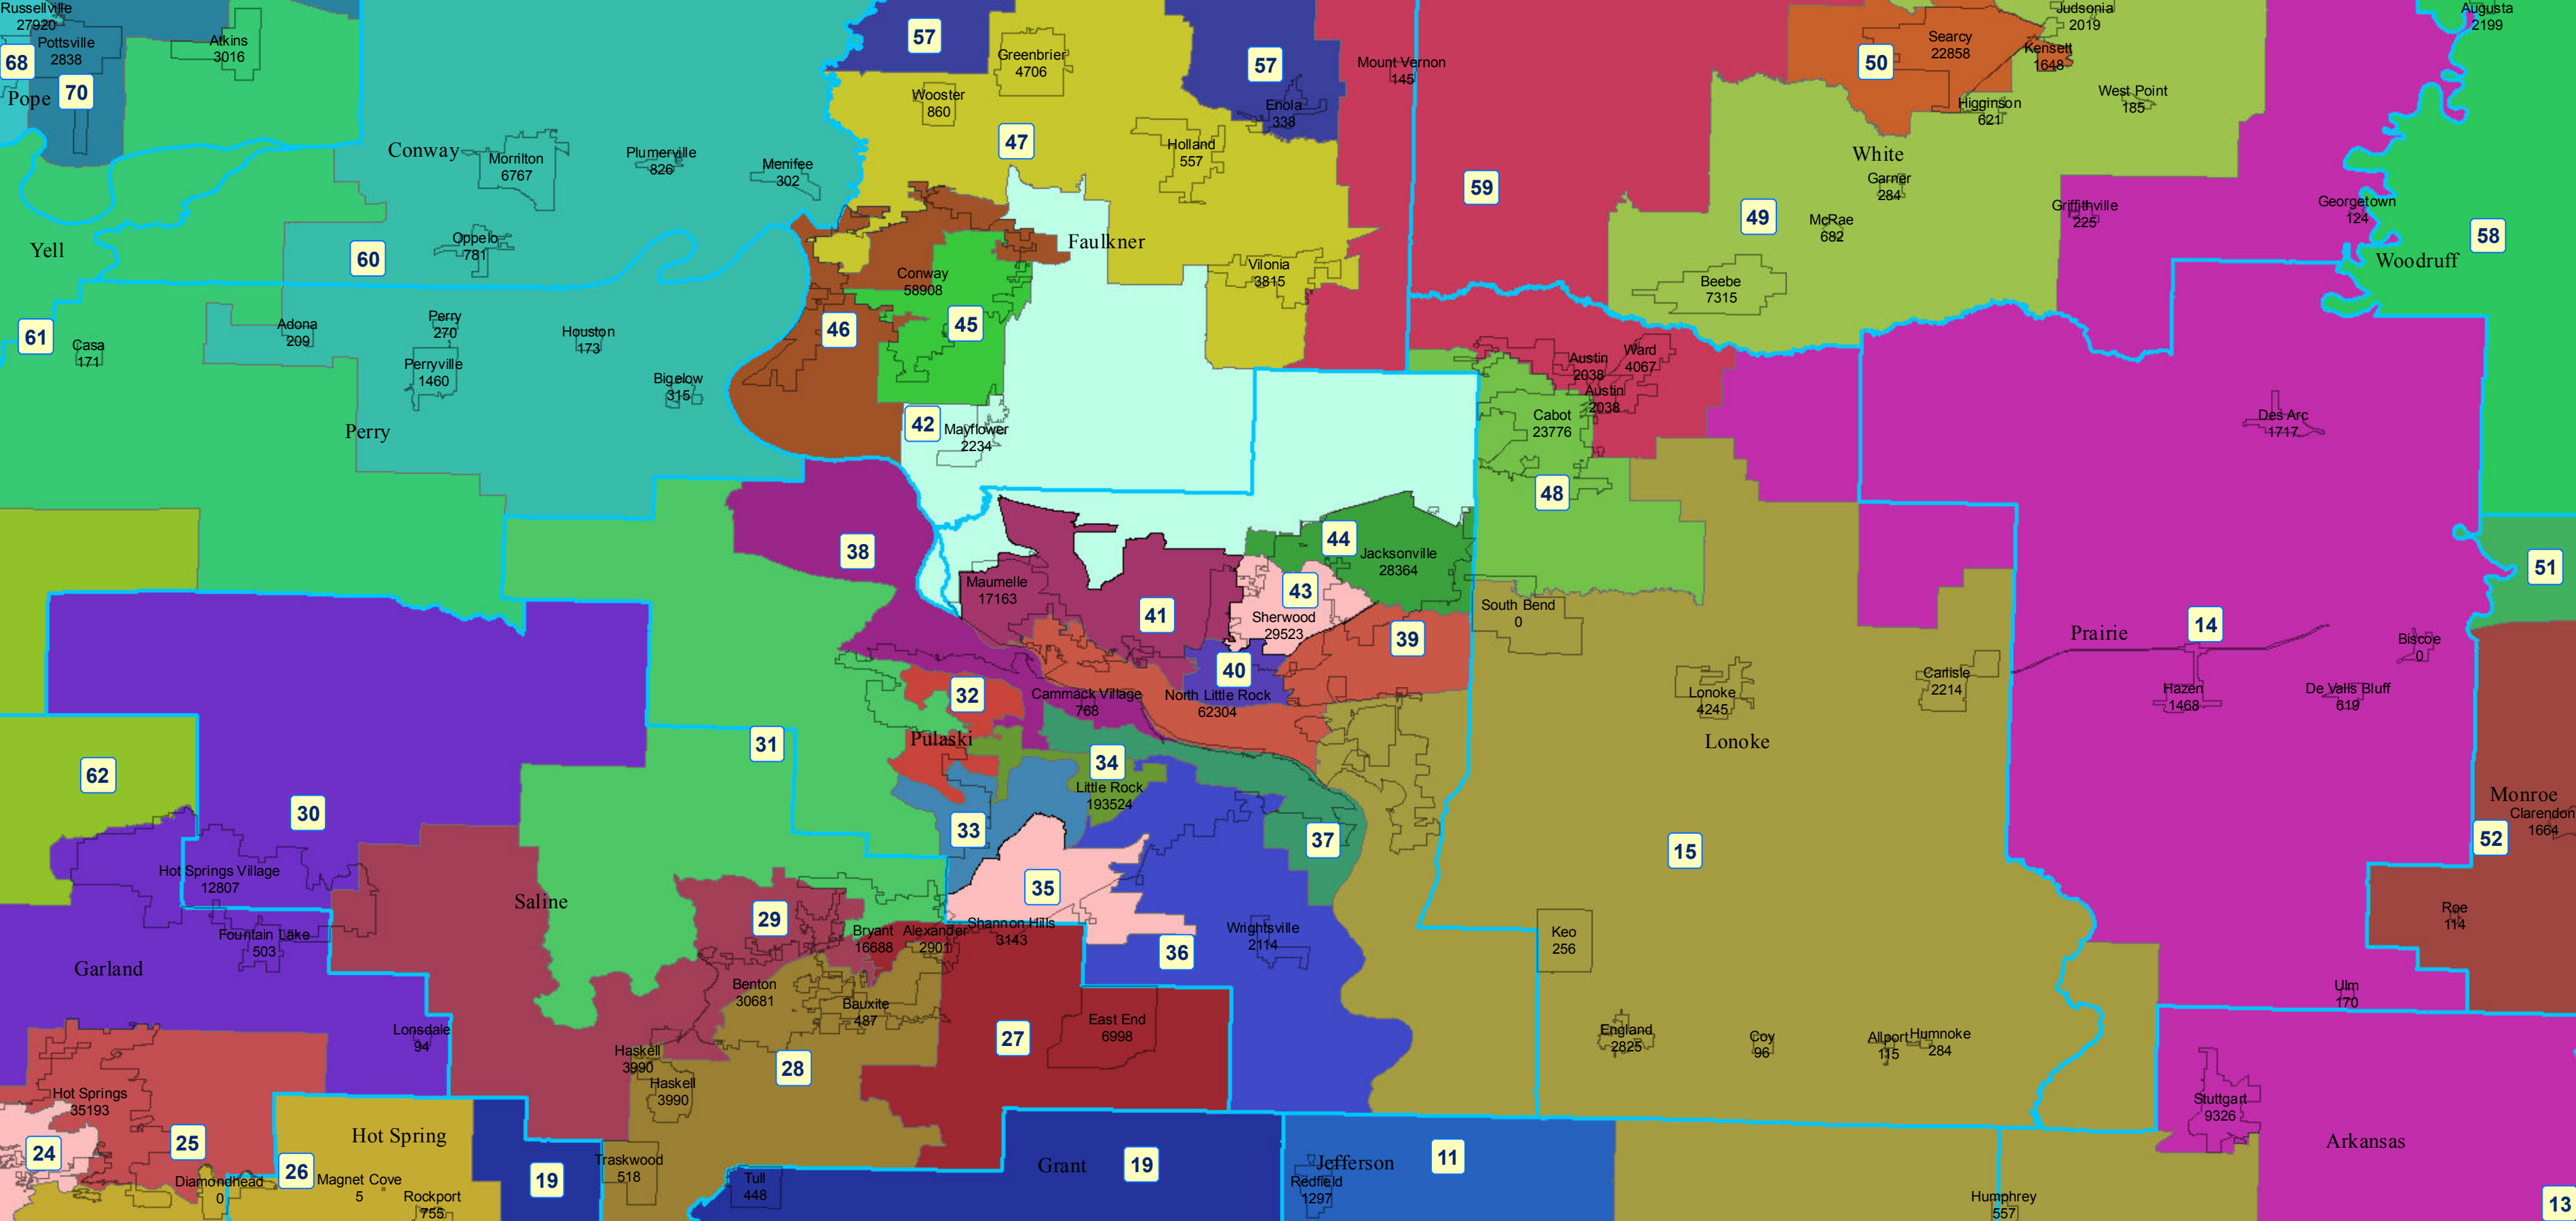 Russellville
27920
Pottsville
2838
68
70
Pope
Atkins
3016
Conway
Morrilton
6767
Plumerville
826
Menifee
302
57
Greenbrier
4706
Wooster
860
47
57
Enola
338
Holland
557
Mount Vernon
145
59
Searcy
22858
50
Judsonia
2019
Kensett
1648
Higginson
621
West Point
185
Augusta
2199
White
Garner
284
49
McRae
682
Griffithville
225
Georgetown
124
58
Woodruff
Beebe
7315
Yell
60
Oppelo
781
Faulkner
Conway
58908
Vilonia
3815
61
Casa
171
Adona
209
Perry
270
Perryville
1460
Houston
173
Bigelow
315
Perry
46
45
42
Mayflower
2234
Austin
2038
Ward
4067
Austin
2038
Cabot
23776
48
Des Arc
1717
38
44
Jacksonville
28364
Maumelle
17163
41
43
Sherwood
29523
South Bend
0
39
51
14
Prairie
Biscoe
0
40
North Little Rock
62304
32
Cammack Village
768
Lonoke
4245
Carlisle
2214
Hazen
1468
De Valls Bluff
619
Pulaski
31
34
Little Rock
193524
Lonoke
62
30
33
37
15
Monroe
Clarendon
1664
52
Hot Springs Village
12807
35
Saline
29
Bryant
16688
Alexander
2901
Shannon Hills
3143
Wrightsville
2114
36
Keo
256
Roe
114
Fountain Lake
503
Garland
Benton
30681
Bauxite
487
Ulm
170
Lonsdale
94
27
East End
6998
England
2825
Coy
96
Allport
115
Humnoke
284
Haskell
3990
Haskell
3990
28
Hot Springs
35193
24
25
Hot Spring
26
Diamondhead
0
Magnet Cove
5
Rockport
755
19
Traskwood
518
Tull
448
Grant
19
Jefferson
11
Redfield
1297
Humphrey
557
Stuttgart
9326
Arkansas
13